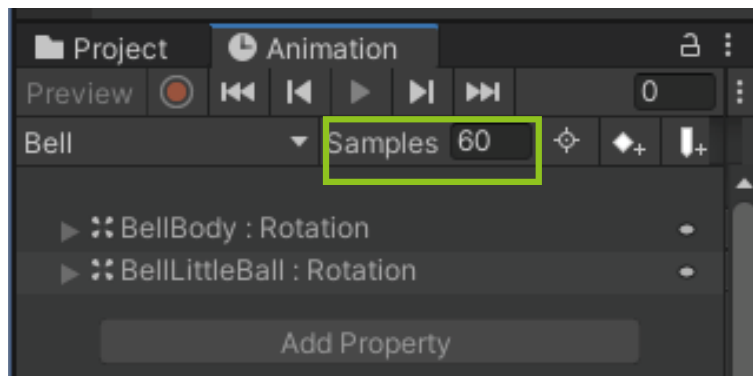 Project Animation
Preview 0
Bell Samples 60
BellBody : Rotation
BellLittleBall : Rotation
Add Property